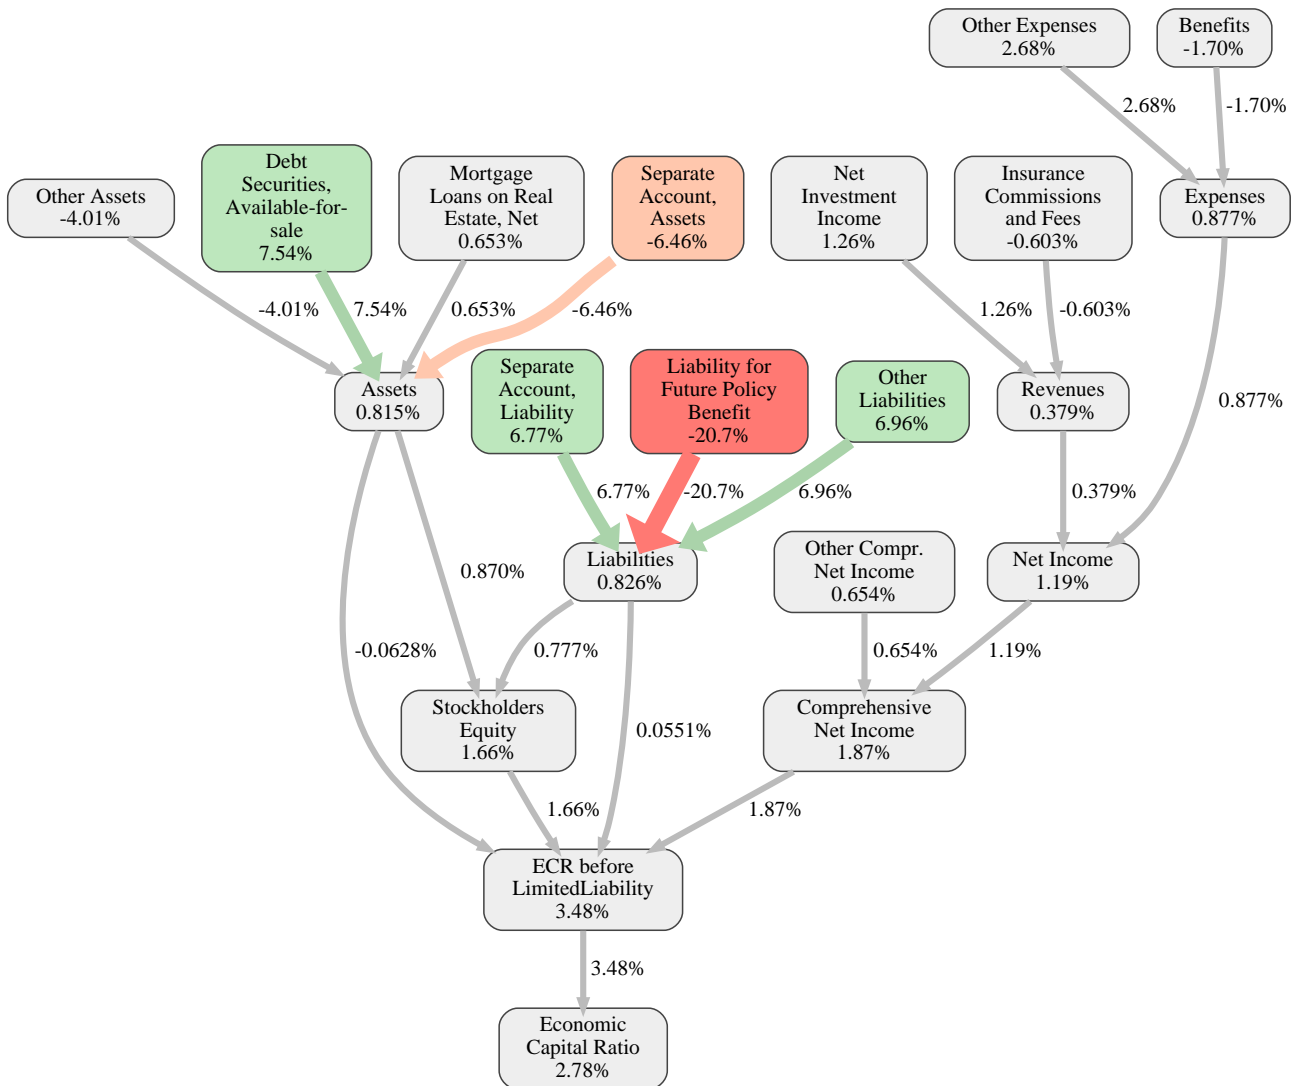 Other Expenses
2.68%
Benefits
-1.70%
2.68%
-1.70%
Other Assets
-4.01%
Debt
Securities,
Available-for-
sale
7.54%
Mortgage
Loans on Real
Estate, Net
0.653%
Separate
Account,
Assets
-6.46%
Net
Investment
Income
1.26%
Insurance
Commissions
and Fees
-0.603%
Expenses
0.877%
-4.01%
7.54%
0.653%
-6.46%
1.26%
-0.603%
Assets
0.815%
Separate
Account,
Liability
6.77%
Liability for
Future Policy
Benefit
-20.7%
Other
Liabilities
6.96%
Revenues
0.379%
0.877%
6.77%
-20.7%
6.96%
0.379%
0.870%
Liabilities
0.826%
Other Compr.
Net Income
0.654%
Net Income
1.19%
-0.0628%
0.777%
0.654%
1.19%
Stockholders
Equity
1.66%
0.0551%
Comprehensive
Net Income
1.87%
1.66%
1.87%
ECR before
LimitedLiability
3.48%
3.48%
Economic
Capital Ratio
2.78%